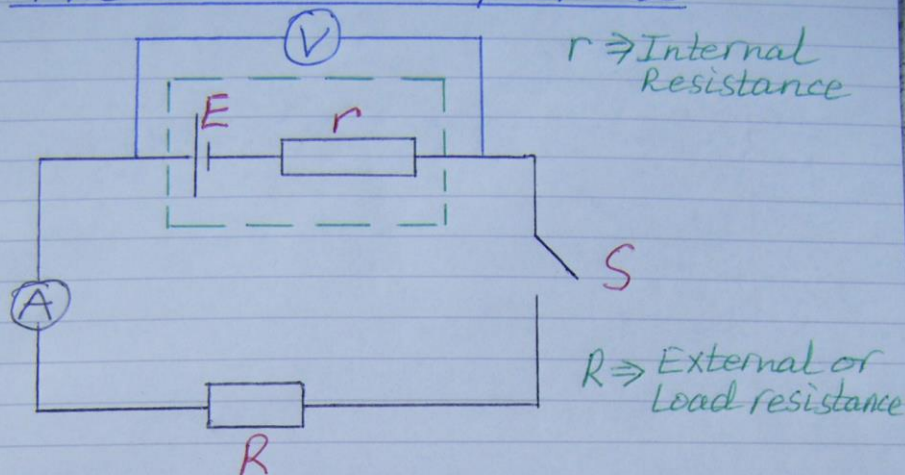 V
r ⇒ Internal
Resistance
E
r
S
A
R ⇒ External or
Load resistance
R